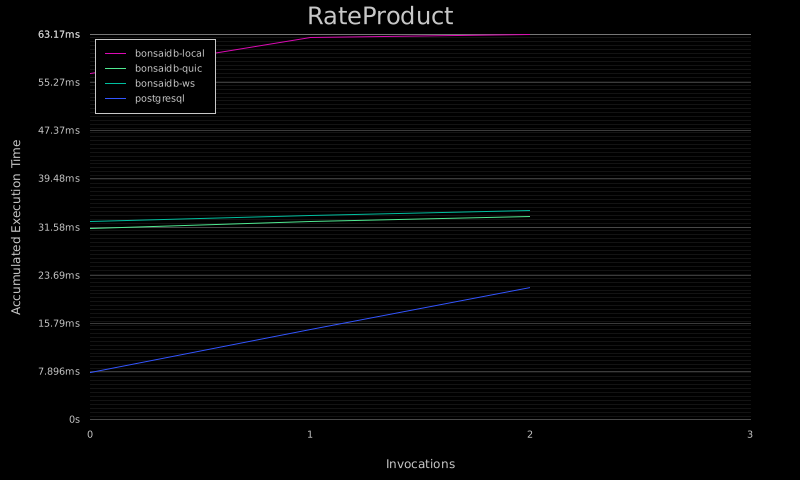 RateProduct
63.17ms
55.27ms
47.37ms
39.48ms
31.58ms
23.69ms
15.79ms
7.896ms
0s
bonsaidb-local
bonsaidb-quic
bonsaidb-ws
postgresql
Accumulated Execution Time
0 1 2 3
Invocations